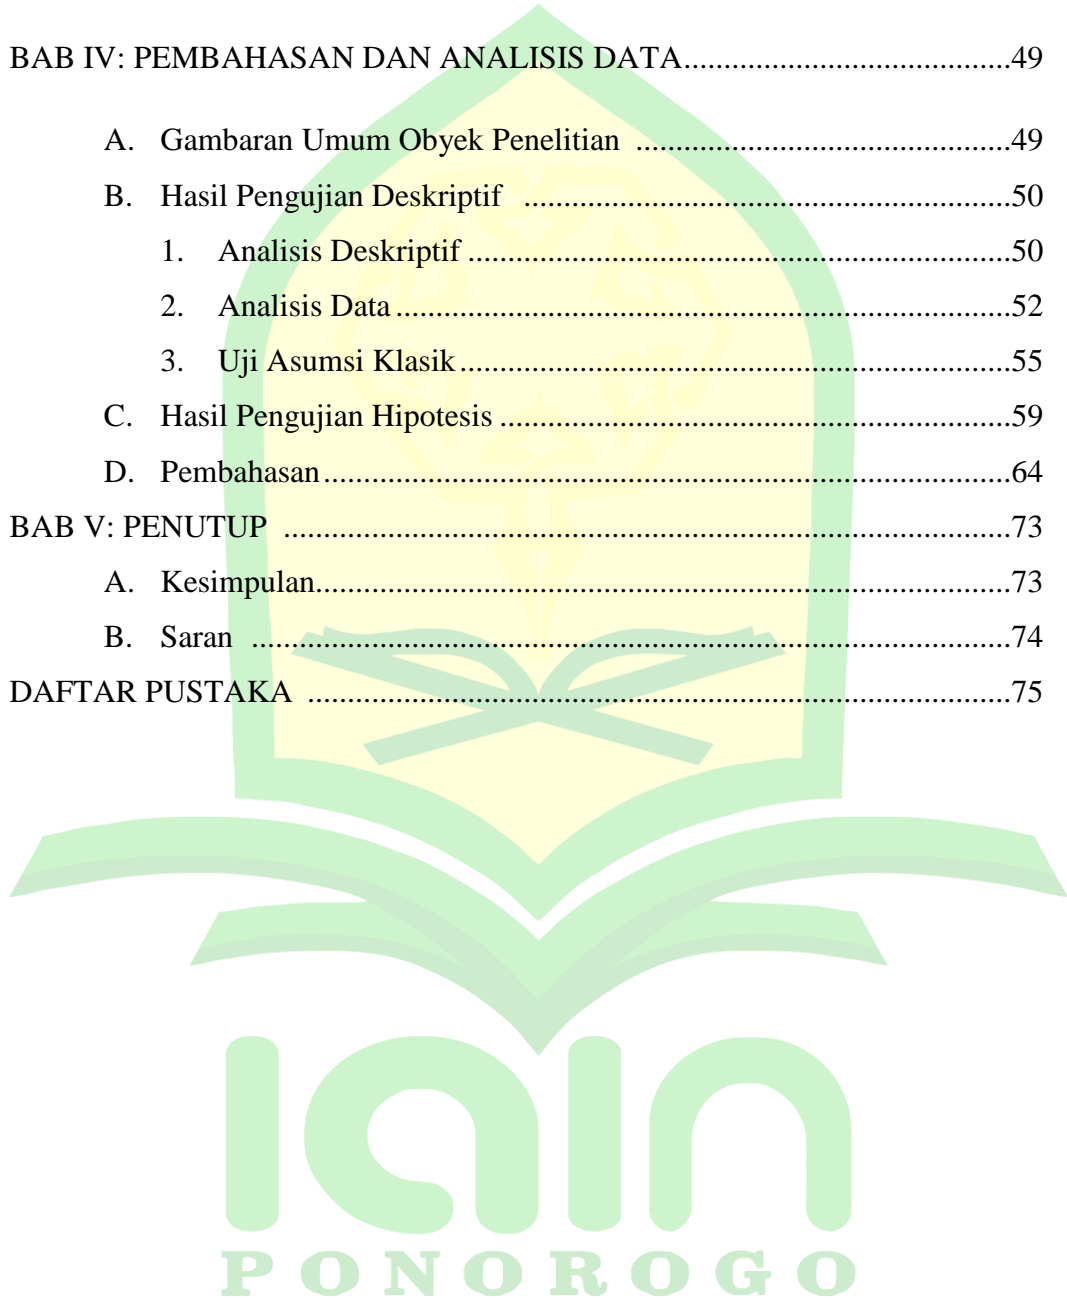 BAB IV: PEMBAHASAN DAN ANALISIS DATA....................................49
A. Gambaran Umum Obyek Penelitian ..........................................49
B. Hasil Pengujian Deskriptif ..........................................................50
1. Analisis Deskriptif .............................................................50
2. Analisis Data .....................................................................52
3. Uji Asumsi Klasik ..............................................................55
C. Hasil Pengujian Hipotesis .........................................................59
D. Pembahasan .............................................................................64
BAB V: PENUTUP .................................................................................73
A. Kesimpulan..............................................................................73
B. Saran ......................................................................................74
DAFTAR PUSTAKA ..............................................................................75
IAIN
PONOROGO